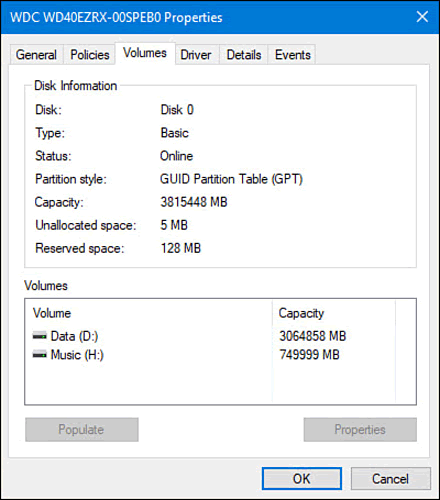 WDC WD40EZRX-00SPEB0 Properties
General Policies Volumes Driver Details Events
Disk Information
Disk: Disk 0
Type: Basic
Status: Online
Partition style: GUID Partition Table (GPT)
Capacity: 3815448 MB
Unallocated space: 5 MB
Reserved space: 128 MB
Volumes
Volume Capacity
Data (D:) 3064858 MB
Music (H:) 749999 MB
Populate Properties
OK Cancel